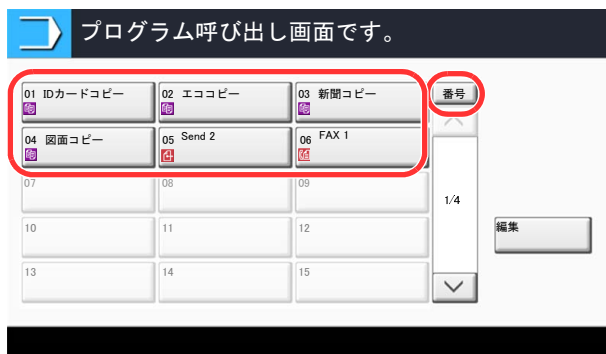 プログラム呼び出し画面です。
01 IDカードコピー 02 エココピー 03 新聞コピー 番号
04 図面コピー 05 Send 2 06 FAX 1
07 08 09
1/4
10 11 12 編集
13 14 15